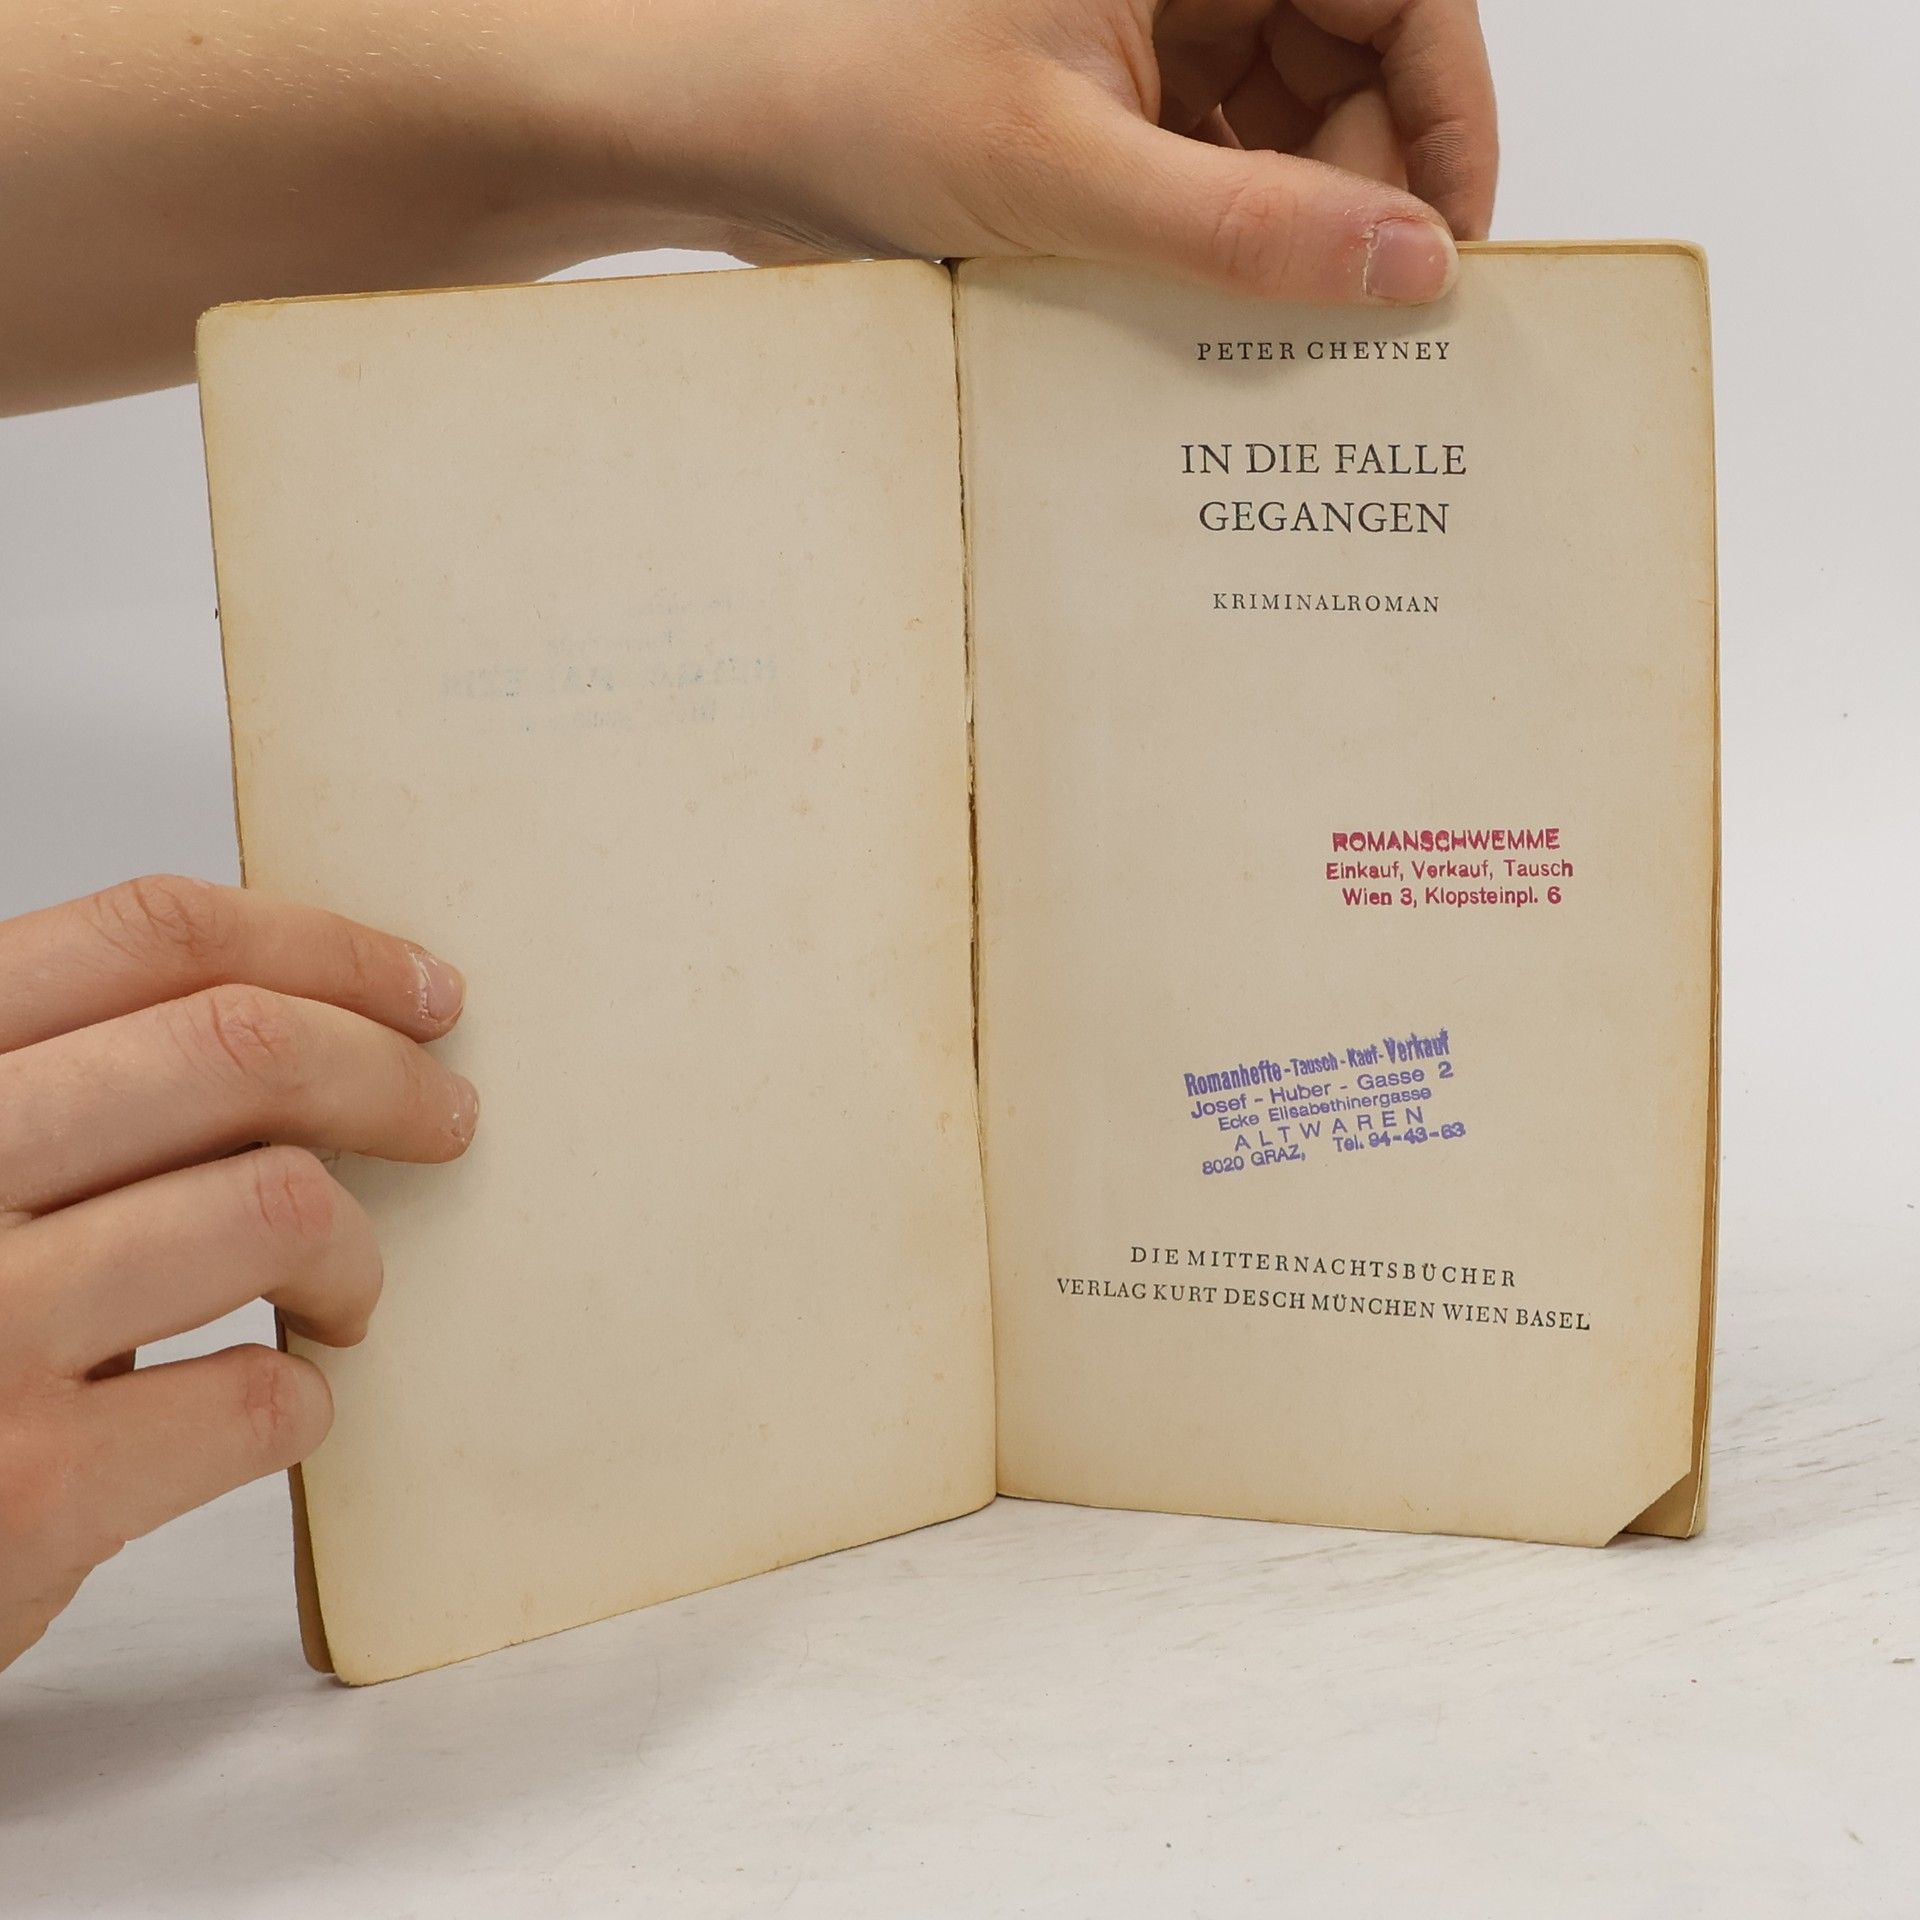 PETER CHEYNEY
IN DIE FALLE
GEGANGEN
KRIMINALROMAN
ROMANSCHWEMME
Einkauf, Verkauf, Tausch
Wien 3, Klopsteinpl. 6
Romanhefte-Tausch-Kauf-Verkauf
Josef - Huber - Gasse 2
Ecke Elisabethinergasse
ALTWAREN
8020 GRAZ, Tel. 94-43-63
DIE MITTERNACHTSBÜCHER
VERLAG KURT DESCH MÜNCHEN WIEN BASEL